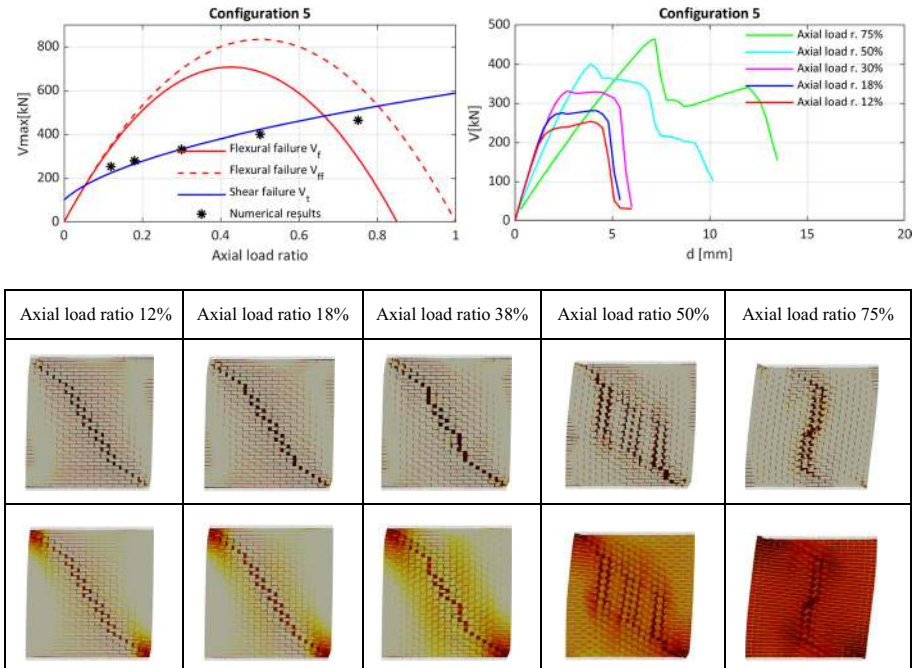 Configuration 5
Vmax[kN]
800
600
400
200
0
0
0.2
0.4
0.6
0.8
1
Axial load ratio
Flexural failure V_f
Flexural failure V_ff
Shear failure V_t
Numerical results
Configuration 5
V[kN]
500
400
300
200
100
0
0
5
10
15
20
d [mm]
Axial load r. 75%
Axial load r. 50%
Axial load r. 30%
Axial load r. 18%
Axial load r. 12%
Axial load ratio 12%
Axial load ratio 18%
Axial load ratio 38%
Axial load ratio 50%
Axial load ratio 75%